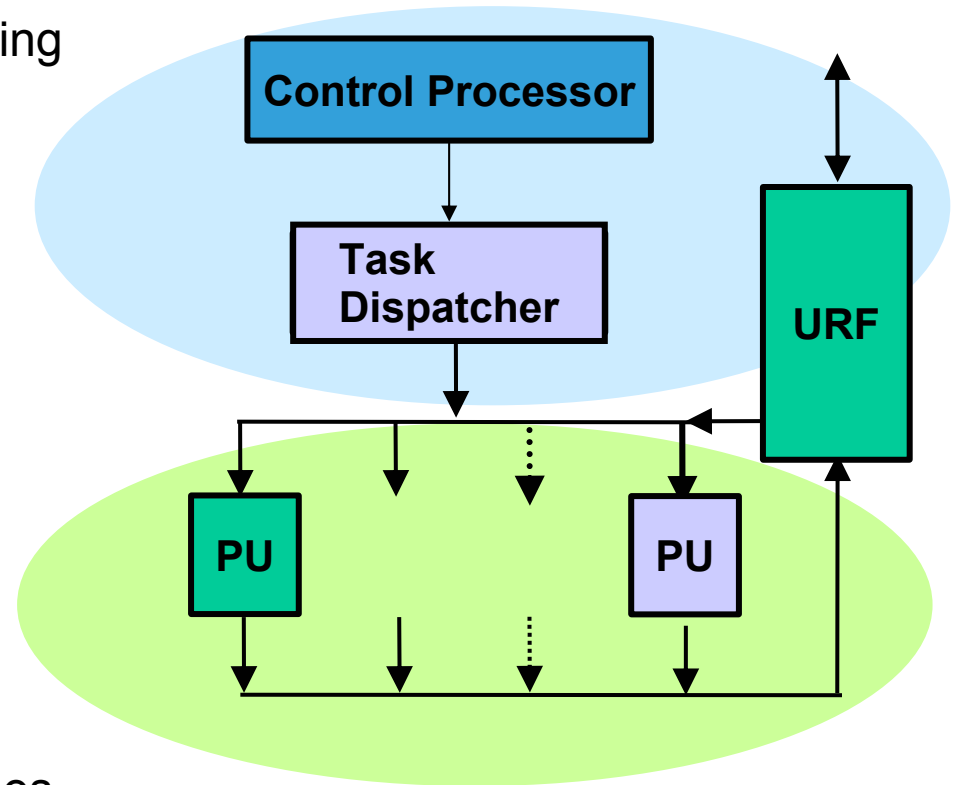 ing
Control Processor
Task
Dispatcher
URF
PU
PU